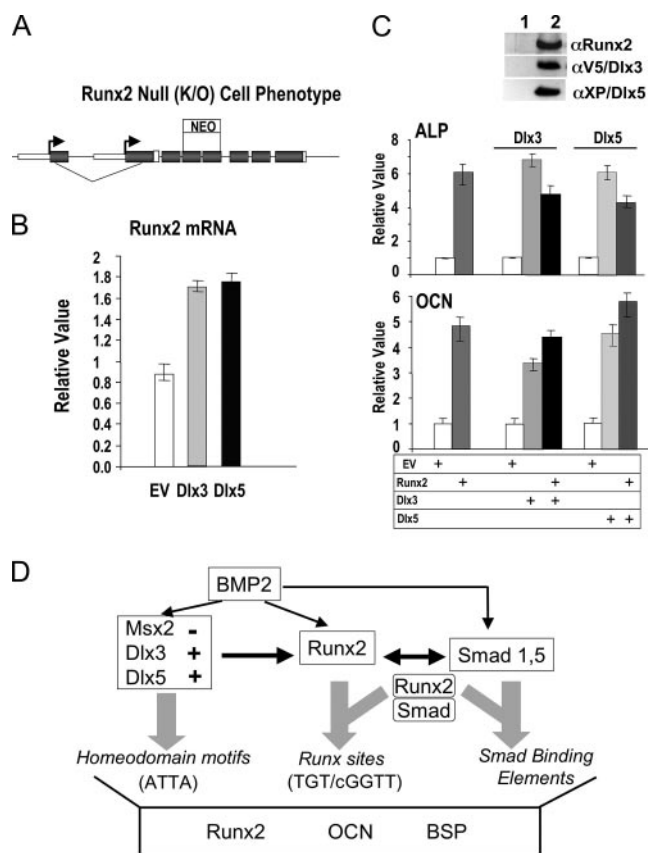 A
Runx2 Null (K/O) Cell Phenotype
NEO
B
Runx2 mRNA
Relative Value
2
1.8
1.6
1.4
1.2
1.0
0.8
0.6
0.4
0.2
0.0
EV Dlx3 Dlx5
C
1 2
αRunx2
αV5/Dlx3
αXP/Dlx5
ALP
Dlx3 Dlx5
Relative Value
8
6
4
2
0
OCN
Relative Value
6
5
4
3
2
1
0
EV + + +
Runx2 + + +
Dlx3 + +
Dlx5 + +
D
BMP2
Msx2 -
Dlx3 +
Dlx5 +
Runx2
Smad 1,5
Runx2
Smad
Homeodomain motifs
(ATTA)
Runx sites
(TGT/cGGTT)
Smad Binding
Elements
Runx2 OCN BSP